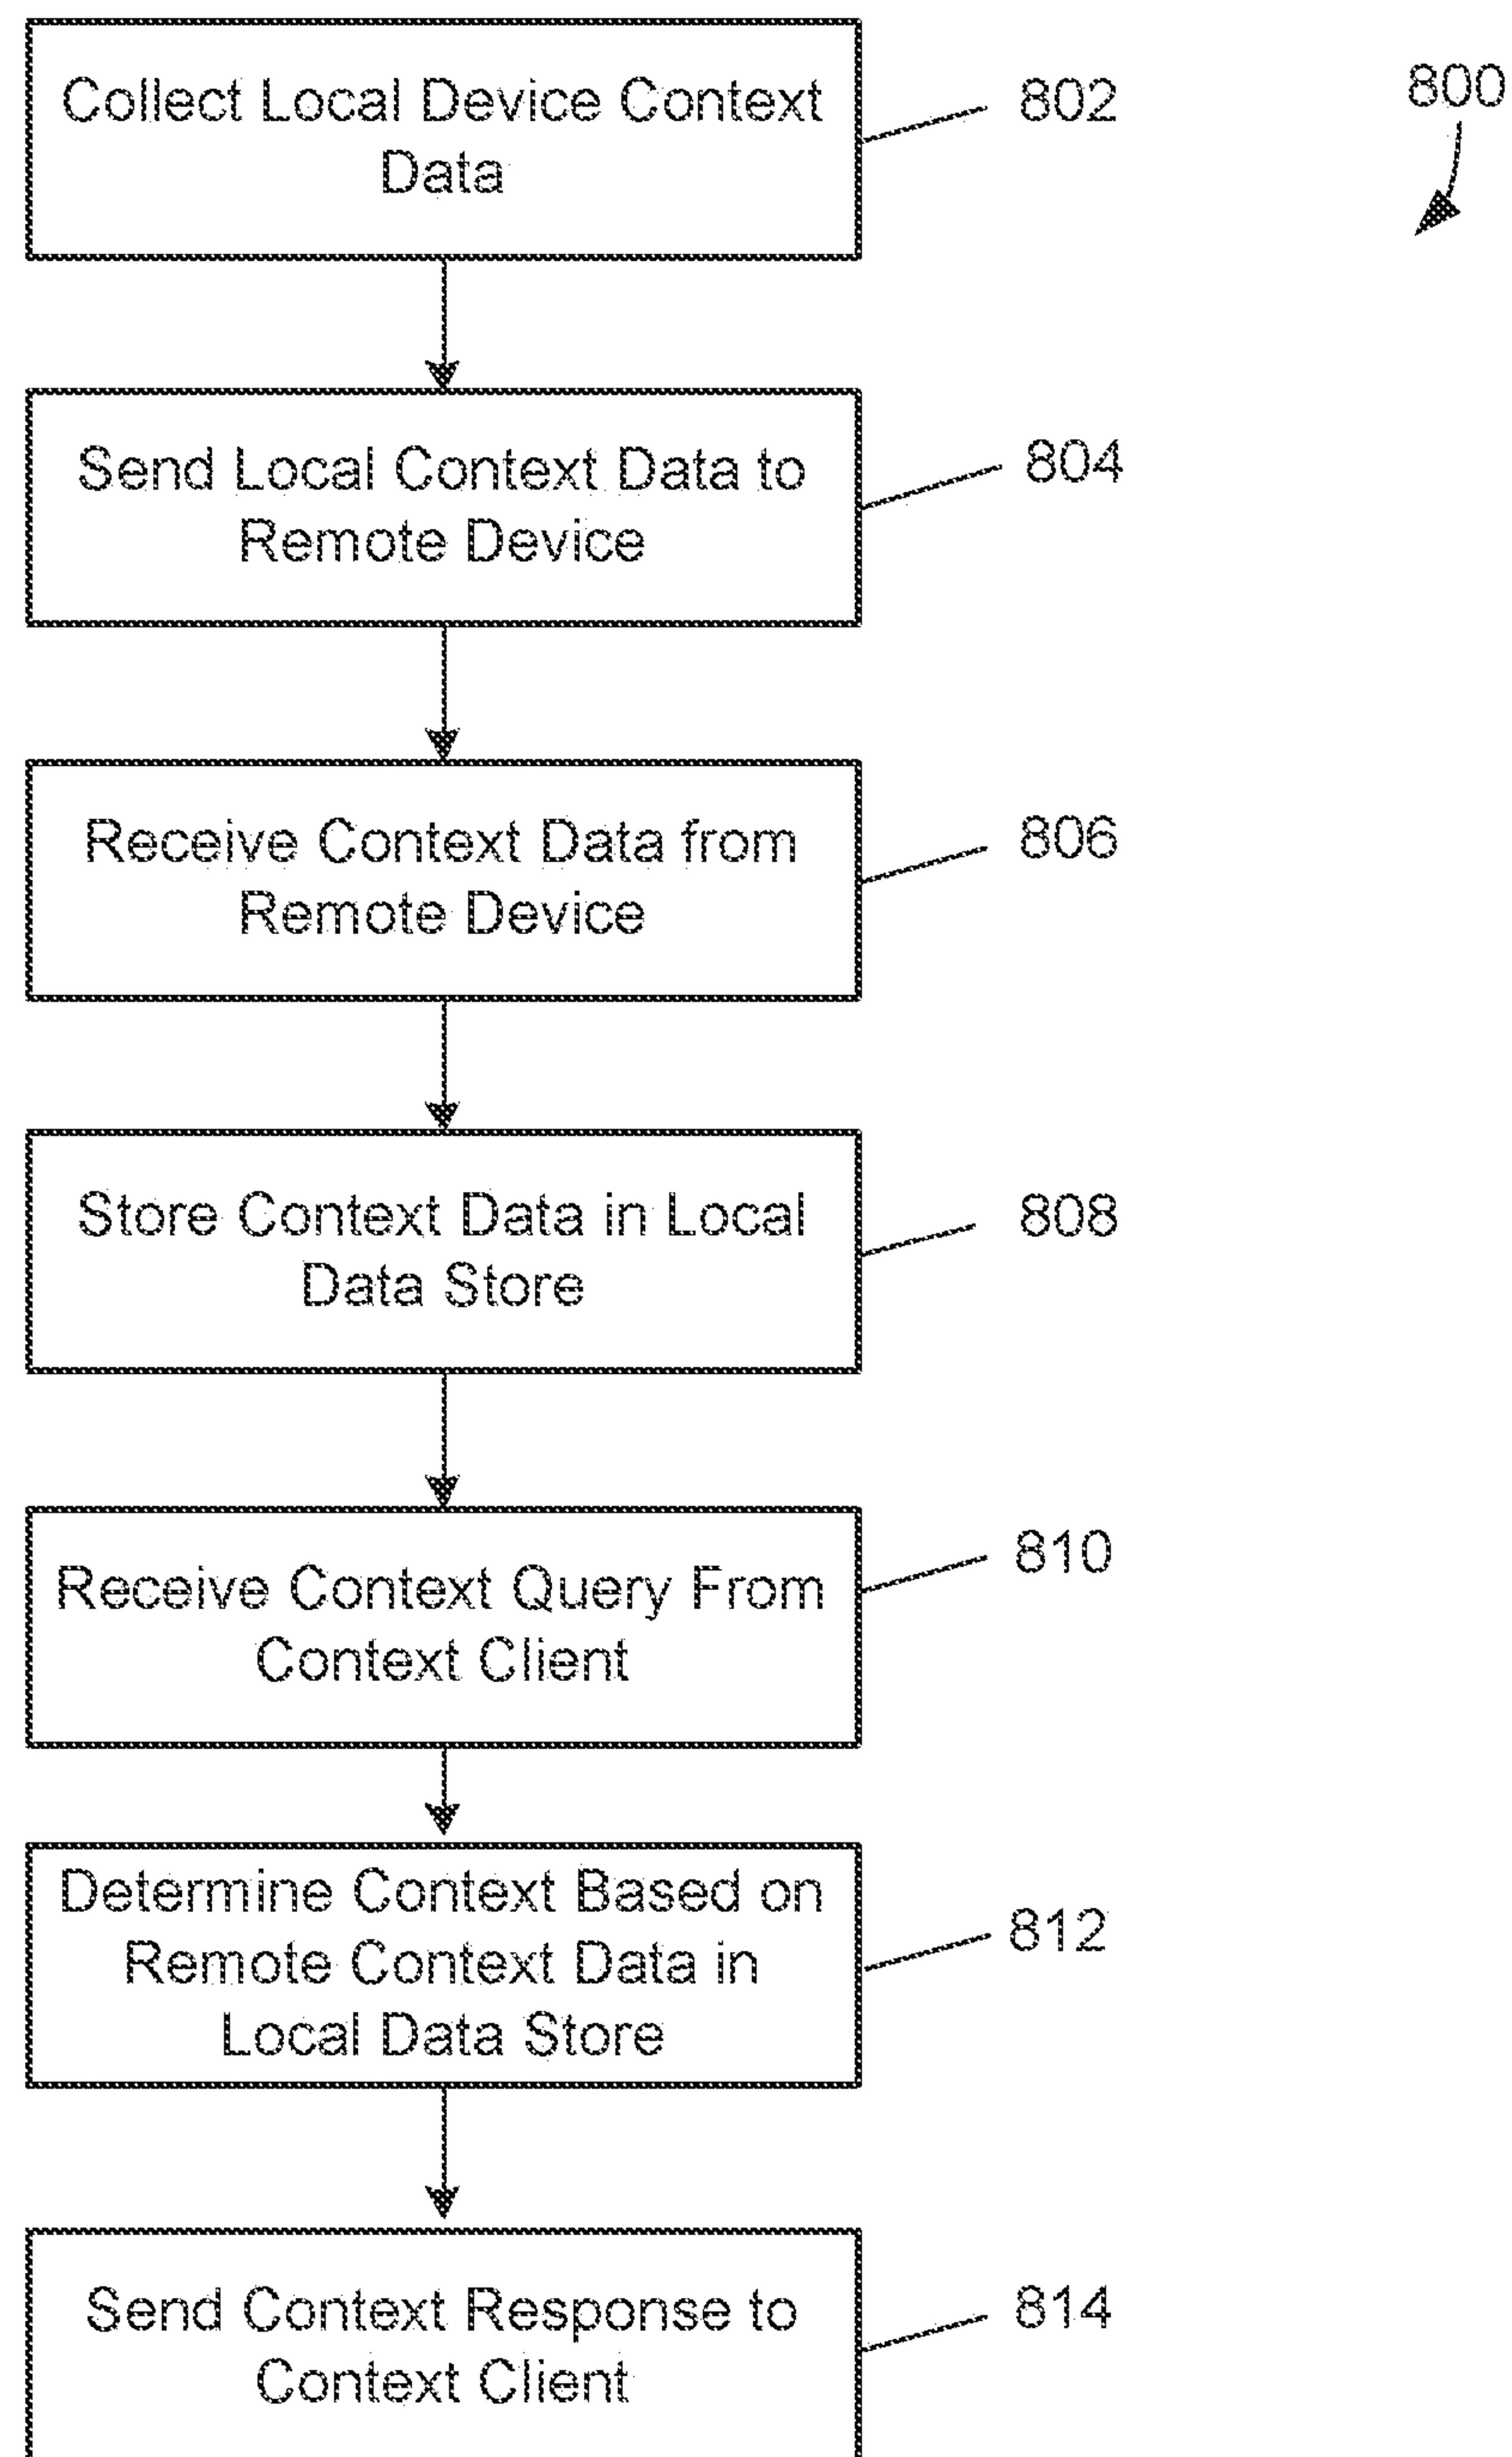 Collect Local Device Context
Data
802
800
Send Local Context Data to
Remote Device
804
Receive Context Data from
Remote Device
806
Store Context Data in Local
Data Store
808
Receive Context Query From
Context Client
810
Determine Context Based on
Remote Context Data in
Local Data Store
812
Send Context Response to
Context Client
814